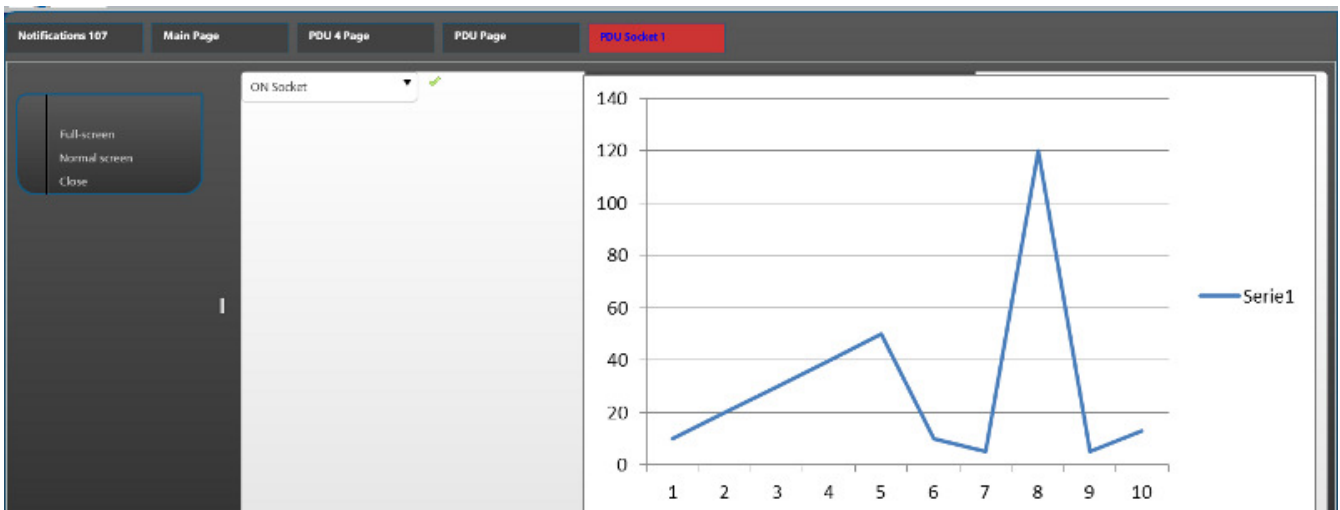 Notifications 107 Main Page PDU 4 Page PDU Page PDU Socket 1
ON Socket
Full-screen
Normal screen
Close
140
120
100
80
60
40
20
0
1 2 3 4 5 6 7 8 9 10
Serie1